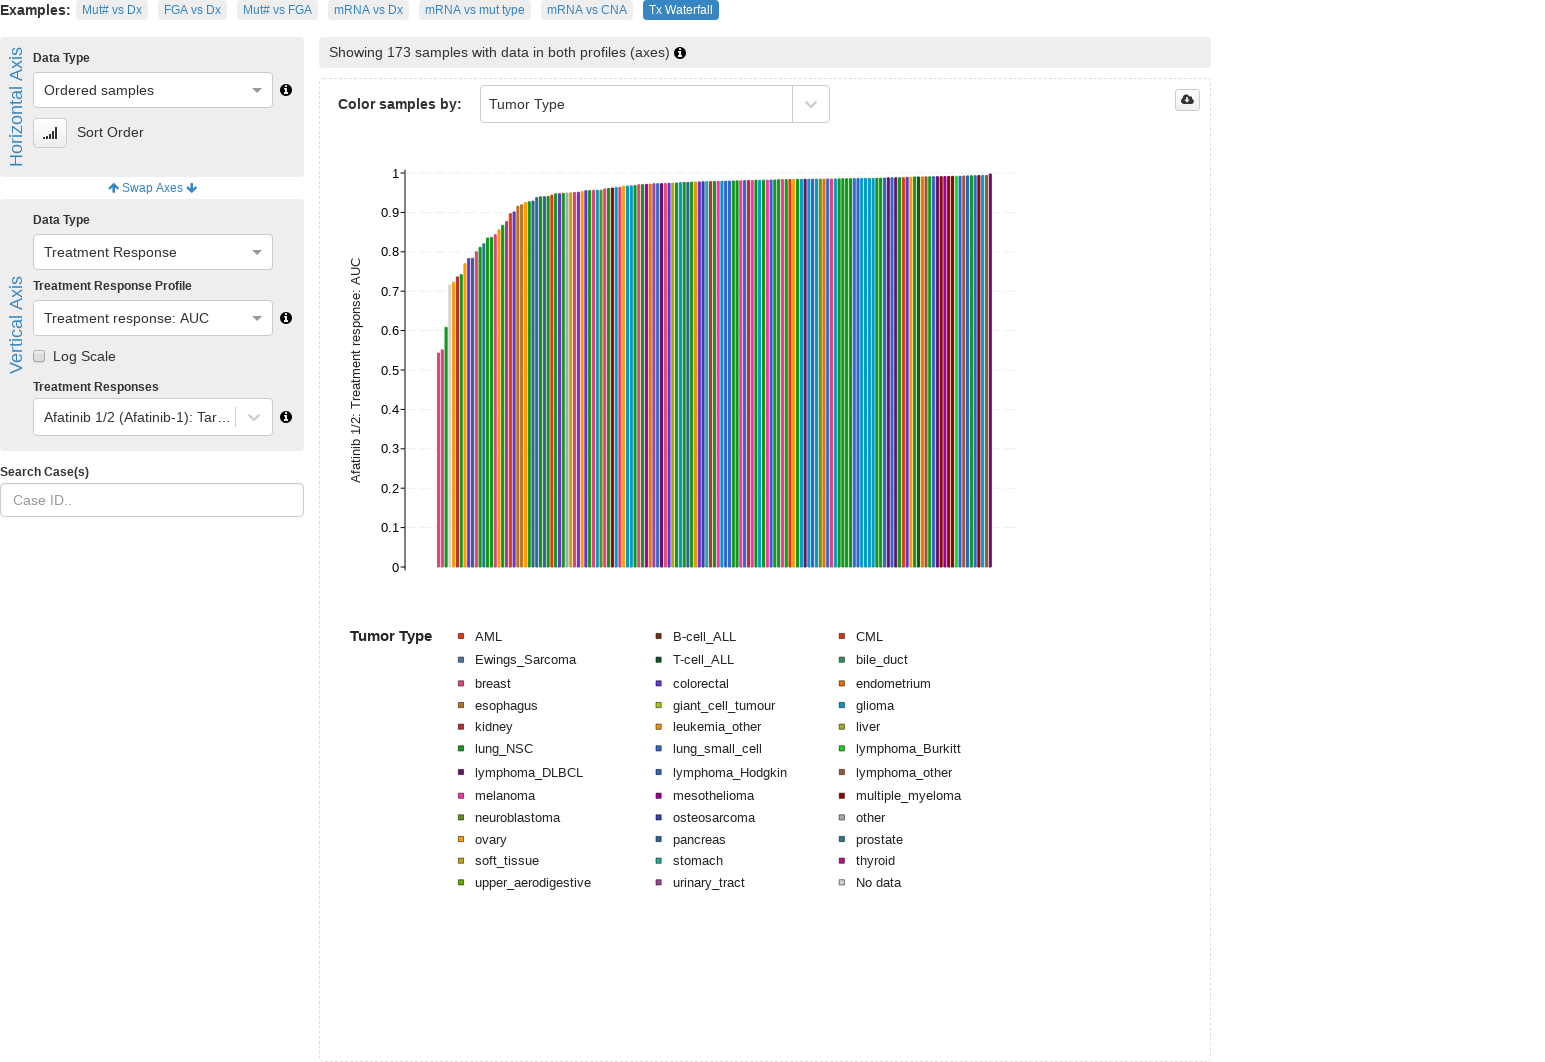 Examples: Mut# vs Dx FGA vs Dx Mut# vs FGA mRNA vs Dx mRNA vs mut type mRNA vs CNA Tx Waterfall
Horizontal Axis
Data Type
Ordered samples
Sort Order
Swap Axes
Vertical Axis
Data Type
Treatment Response
Treatment Response Profile
Treatment response: AUC
Log Scale
Treatment Responses
Afatinib 1/2 (Afatinib-1): Tar...
Search Case(s)
Case ID..
Showing 173 samples with data in both profiles (axes)
Color samples by: Tumor Type
Afatinib 1/2: Treatment response: AUC
1
0.9
0.8
0.7
0.6
0.5
0.4
0.3
0.2
0.1
0
Tumor Type AML B-cell_ALL CML
Ewings_Sarcoma T-cell_ALL bile_duct
breast colorectal endometrium
esophagus giant_cell_tumour glioma
kidney leukemia_other liver
lung_NSC lung_small_cell lymphoma_Burkitt
lymphoma_DLBCL lymphoma_Hodgkin lymphoma_other
melanoma mesothelioma multiple_myeloma
neuroblastoma osteosarcoma other
ovary pancreas prostate
soft_tissue stomach thyroid
upper_aerodigestive urinary_tract No data